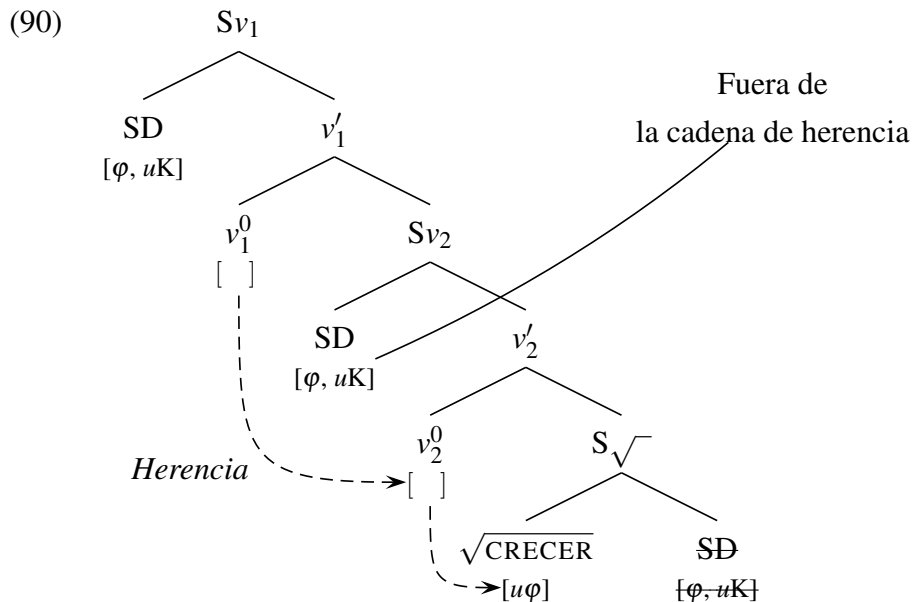 (90)
Sv₁
Fuera de
la cadena de herencia
SD
v′₁
[φ, uK]
v⁰₁
Sv₂
[ ]
SD
v′₂
[φ, uK]
v⁰₂
S√
Herencia
[ ]
√CRECER
SD
[uφ]
[φ, uK]